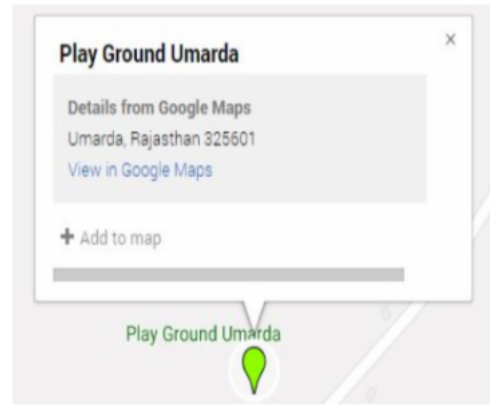 Play Ground Umarda
×
Details from Google Maps
Umarda, Rajasthan 325601
View in Google Maps
+ Add to map
Play Ground Umarda